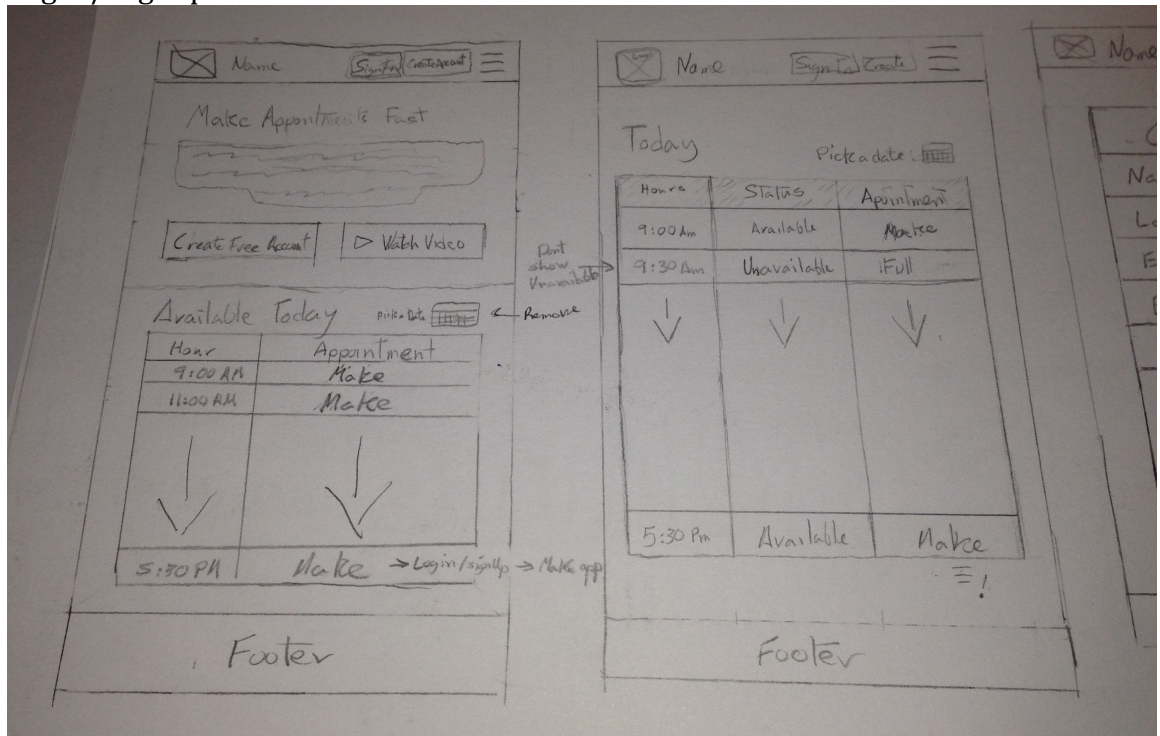 Name Sign In Create Account
Make Appointments Fast
Create Free Account Watch Video
Available Today Pick a Date
Remove
Hour Appointment
9:00 AM Make
11:00 AM Make
5:30 PM Make → Login/signUp → Make app
Footer
Dont
show
Unavailable
Logo Name Sign In Create
Today
Pick a date:
Hours Status Apointment
9:00 Am Available Make
9:30 Am Unavailable Full
5:30 Pm Available Make
!
Footer
Name
Na
E